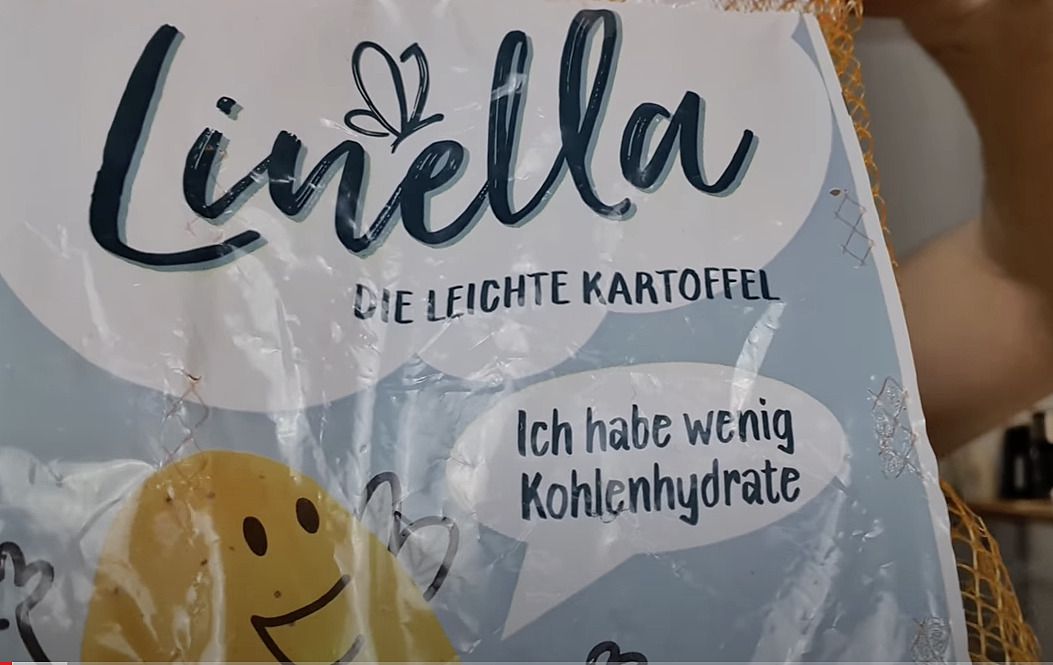 Linella
DIE LEICHTE KARTOFFEL
Ich habe wenig
Kohlenhydrate